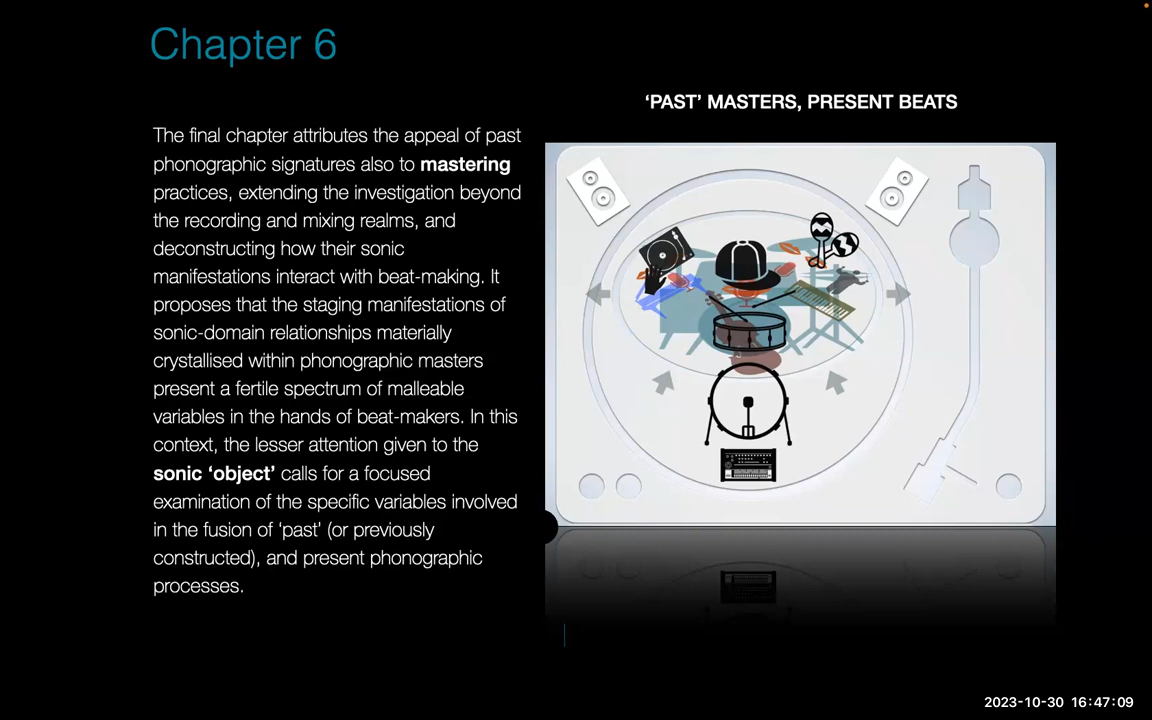 Chapter 6
‘PAST’ MASTERS, PRESENT BEATS
The final chapter attributes the appeal of past
phonographic signatures also to mastering
practices, extending the investigation beyond
the recording and mixing realms, and
deconstructing how their sonic
manifestations interact with beat-making. It
proposes that the staging manifestations of
sonic-domain relationships materially
crystallised within phonographic masters
present a fertile spectrum of malleable
variables in the hands of beat-makers. In this
context, the lesser attention given to the
sonic ‘object’ calls for a focused
examination of the specific variables involved
in the fusion of ‘past’ (or previously
constructed), and present phonographic
processes.
2023-10-30 16:47:09